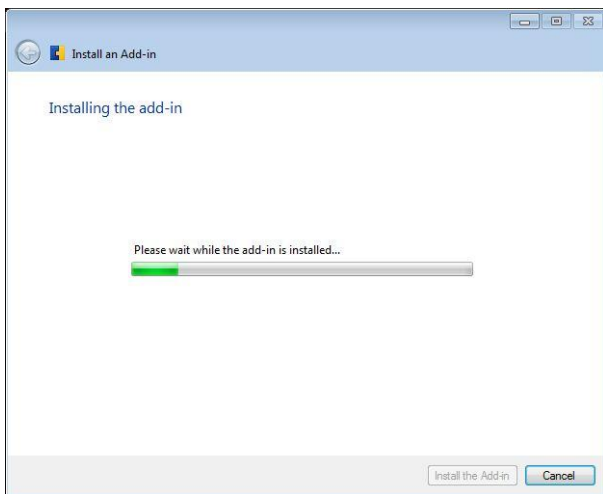 Install an Add-in
Installing the add-in
Please wait while the add-in is installed...
Install the Add-in
Cancel